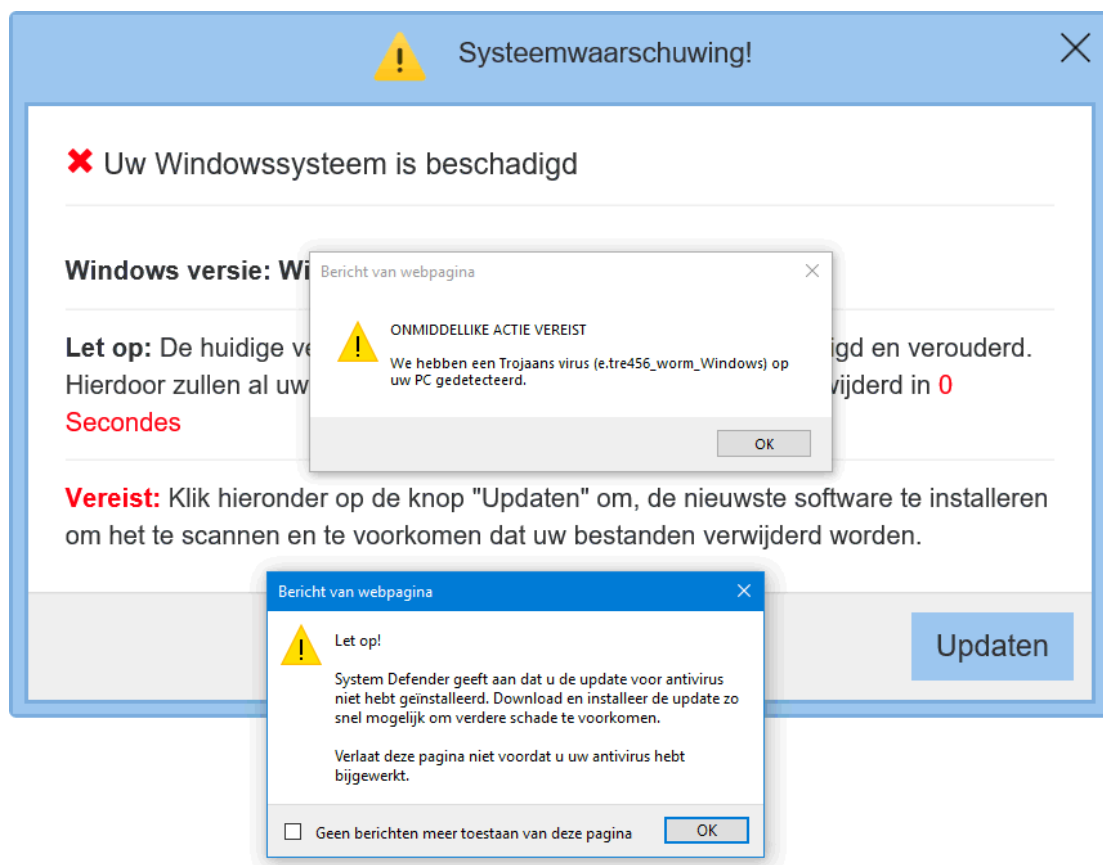 Systeemwaarschuwing!
Uw Windowssysteem is beschadigd
Windows versie: Wi
Let op: De huidige ve
igd en verouderd.
Hierdoor zullen al uw
wijderd in 0
Secondes
Bericht van webpagina
ONMIDDELLIKE ACTIE VEREIST
We hebben een Trojaans virus (e.tre456_worm_Windows) op
uw PC gedetecteerd.
OK
Vereist: Klik hieronder op de knop "Updaten" om, de nieuwste software te installeren
om het te scannen en te voorkomen dat uw bestanden verwijderd worden.
Updaten
Bericht van webpagina
Let op!
System Defender geeft aan dat u de update voor antivirus
niet hebt geïnstalleerd. Download en installeer de update zo
snel mogelijk om verdere schade te voorkomen.
Verlaat deze pagina niet voordat u uw antivirus hebt
bijgewerkt.
Geen berichten meer toestaan van deze pagina
OK